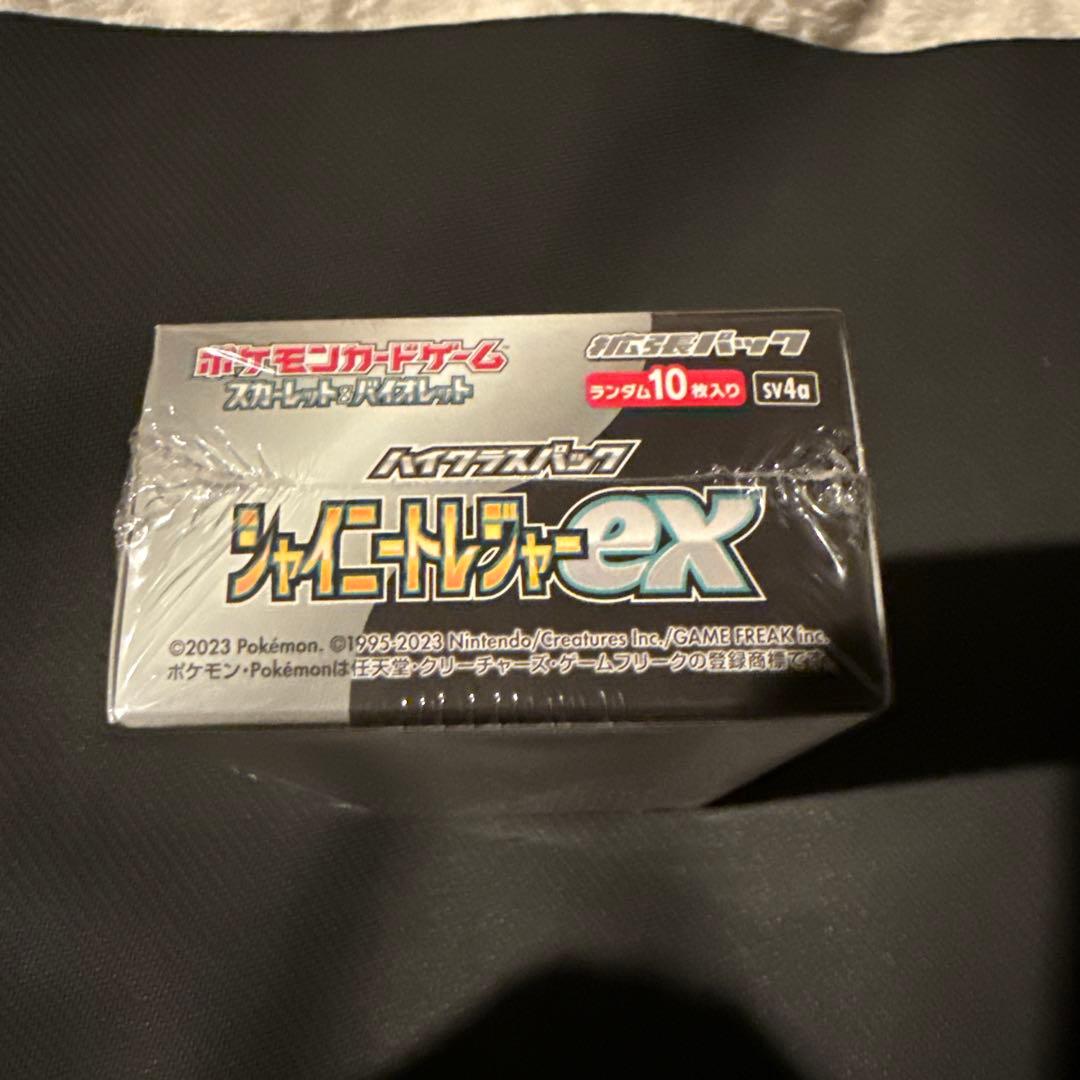 ポケモンカードゲーム
スカーレット&バイオレット
拡張パック
ランダム10枚入り sv4a
ハイクラスパック
シャイニートレジャーex
©2023 Pokémon. ©1995-2023 Nintendo/Creatures Inc./GAME FREAK inc.
ポケモン・Pokémonは任天堂・クリーチャーズ・ゲームフリークの登録商標です。